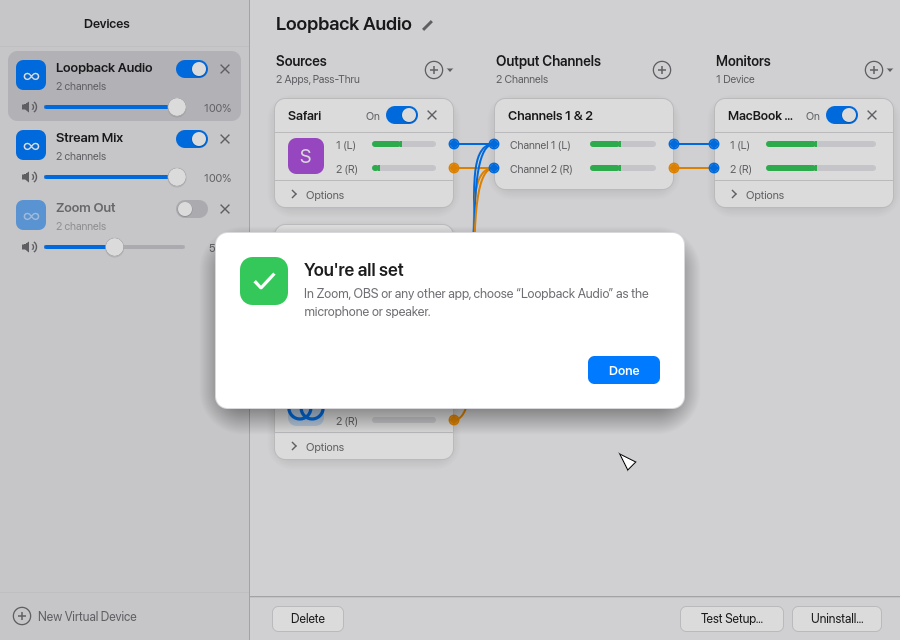 Devices
Loopback Audio
2 channels
100%
Stream Mix
2 channels
100%
Zoom Out
2 channels
New Virtual Device
Loopback Audio
Sources
2 Apps, Pass-Thru
Output Channels
2 Channels
Monitors
1 Device
Safari
On
S
1 (L)
2 (R)
Options
Channels 1 & 2
Channel 1 (L)
Channel 2 (R)
MacBook ...
On
1 (L)
2 (R)
Options
You're all set
In Zoom, OBS or any other app, choose “Loopback Audio” as the
microphone or speaker.
Done
2 (R)
Options
Delete
Test Setup...
Uninstall...